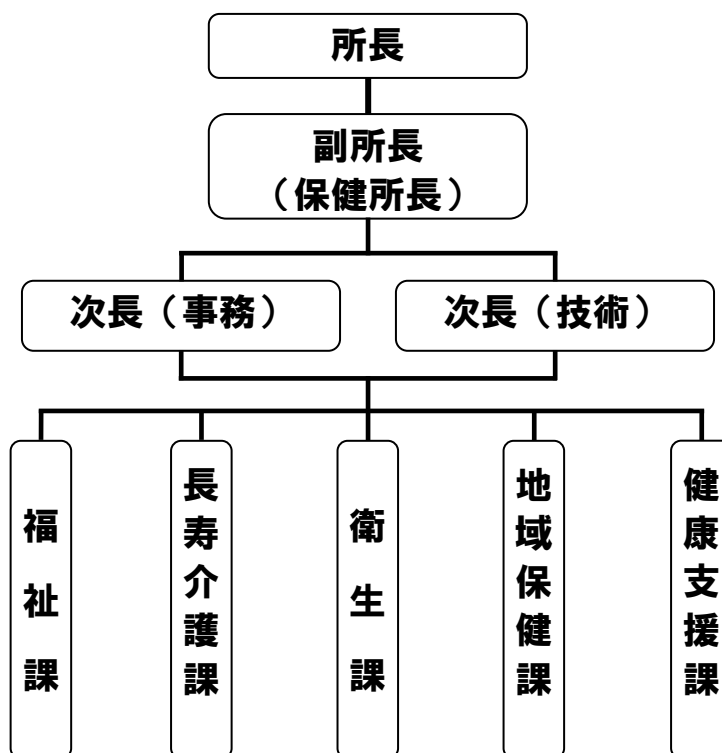 所長
副所長
（保健所長）
次長（事務）
次長（技術）
福祉課
長寿介護課
衛生課
地域保健課
健康支援課